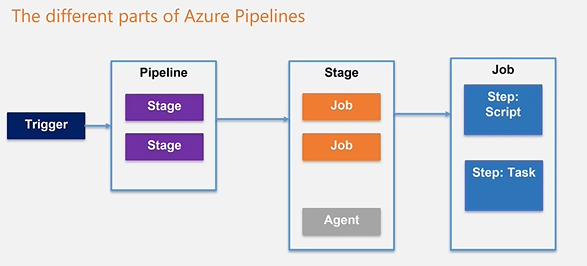 The different parts of Azure Pipelines
Trigger
Pipeline
Stage
Stage
Stage
Job
Job
Agent
Job
Step:
Script
Step: Task